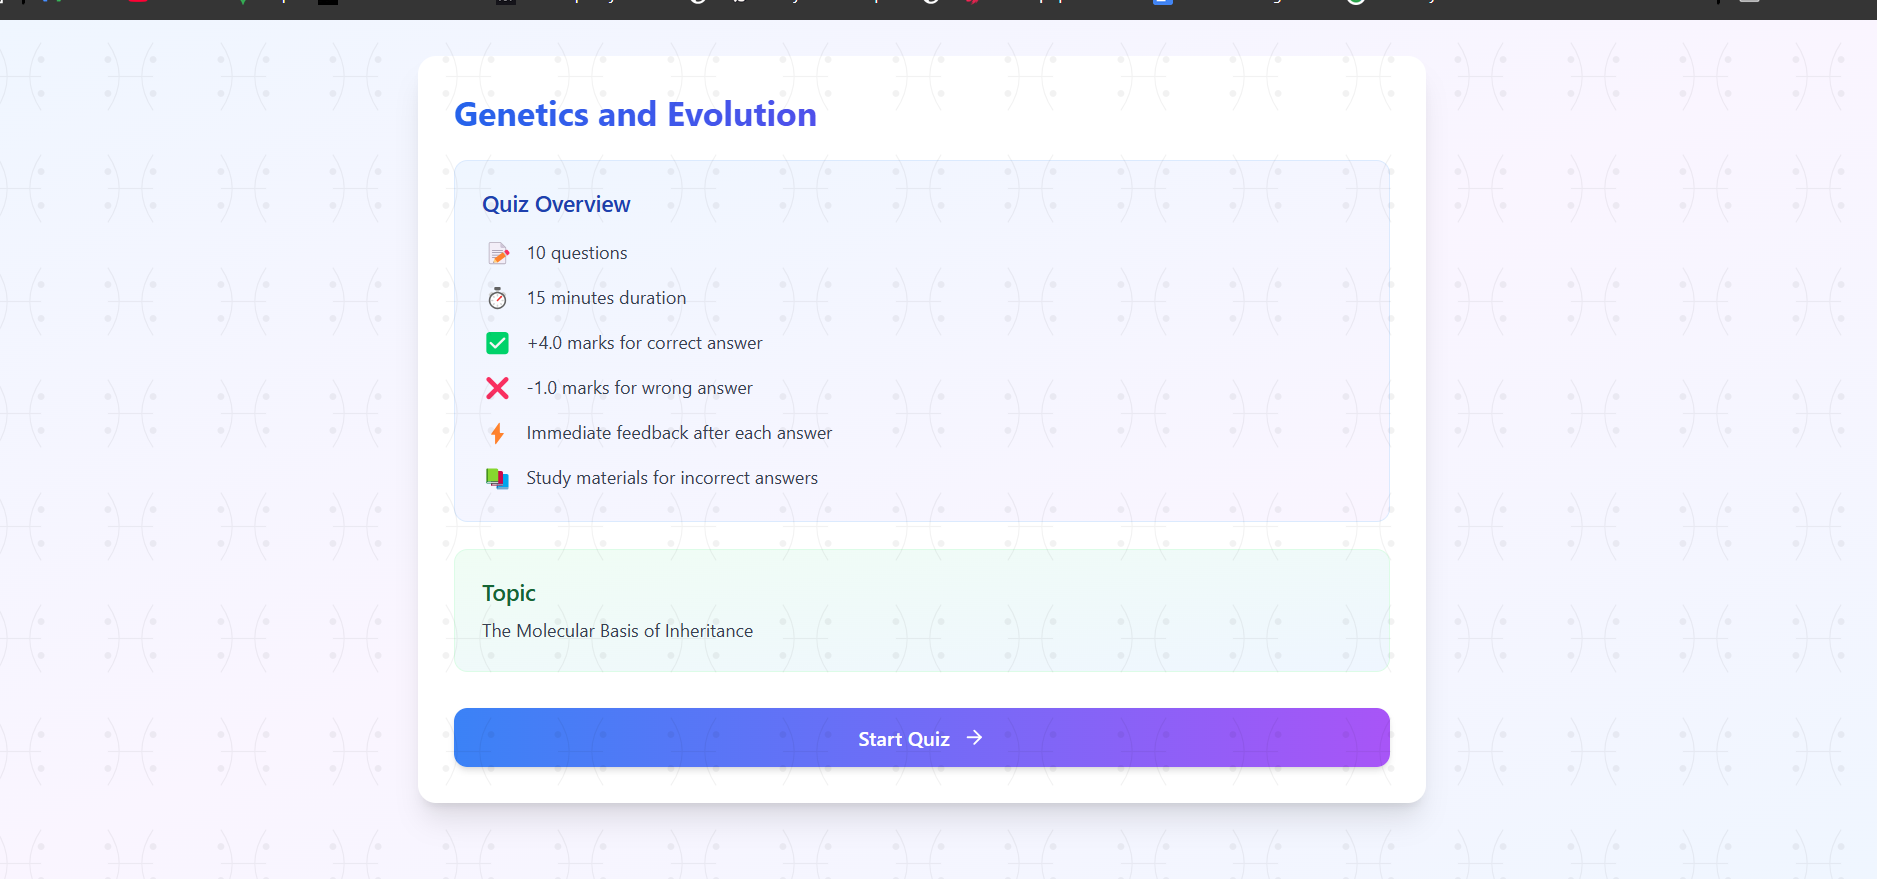 Genetics and Evolution
Quiz Overview
10 questions
15 minutes duration
+4.0 marks for correct answer
-1.0 marks for wrong answer
Immediate feedback after each answer
Study materials for incorrect answers
Topic
The Molecular Basis of Inheritance
Start Quiz →